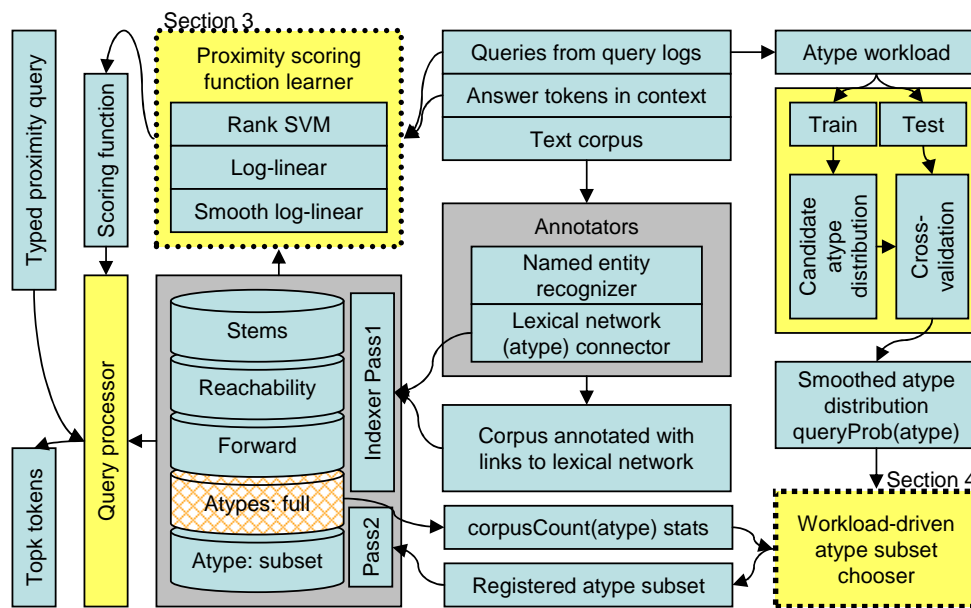 Section 3
Typed proximity query
Scoring function
Proximity scoring
function learner
Rank SVM
Log-linear
Smooth log-linear
Queries from query logs
Answer tokens in context
Text corpus
Atype workload
Train
Test
Candidate
atype
distribution
Cross-
validation
Annotators
Named entity
recognizer
Lexical network
(atype) connector
Stems
Reachability
Forward
Atypes: full
Atype: subset
Indexer Pass1
Pass2
Query processor
Topk tokens
Corpus annotated with
links to lexical network
corpusCount(atype) stats
Registered atype subset
Smoothed atype
distribution
queryProb(atype)
Section 4
Workload-driven
atype subset
chooser